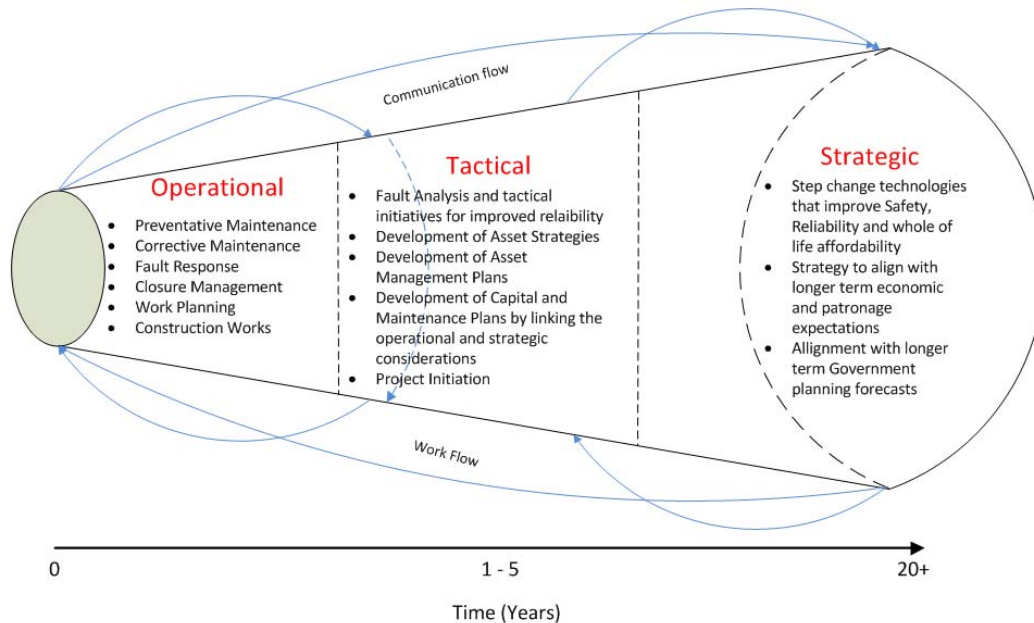 Communication flow
Operational
• Preventative Maintenance
• Corrective Maintenance
• Fault Response
• Closure Management
• Work Planning
• Construction Works
Tactical
• Fault Analysis and tactical
initiatives for improved relaibility
• Development of Asset Strategies
• Development of Asset
Management Plans
• Development of Capital and
Maintenance Plans by linking the
operational and strategic
considerations
• Project Initiation
Strategic
• Step change technologies
that improve Safety,
Reliability and whole of
life affordability
• Strategy to align with
longer term economic
and patronage
expectations
• Allignment with longer
term Government
planning forecasts
Work Flow
0
1 - 5
20+
Time (Years)